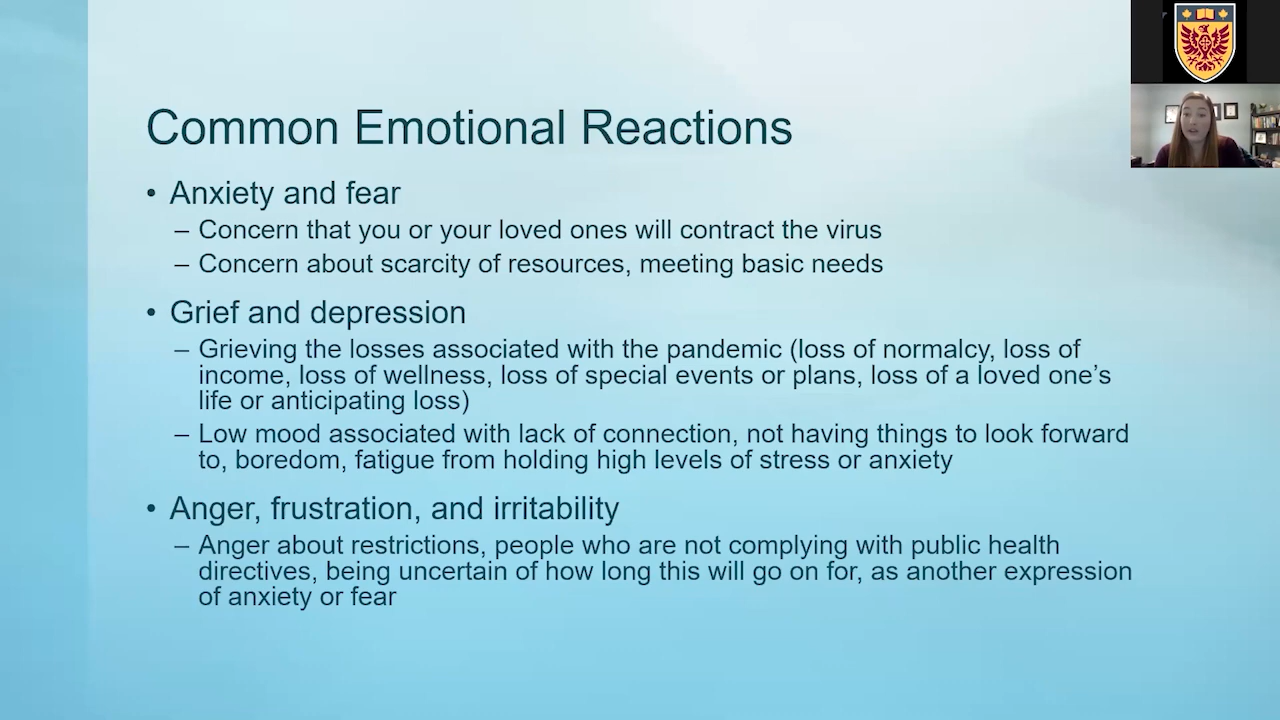 Common Emotional Reactions
• Anxiety and fear
– Concern that you or your loved ones will contract the virus
– Concern about scarcity of resources, meeting basic needs
• Grief and depression
– Grieving the losses associated with the pandemic (loss of normalcy, loss of
income, loss of wellness, loss of special events or plans, loss of a loved one’s
life or anticipating loss)
– Low mood associated with lack of connection, not having things to look forward
to, boredom, fatigue from holding high levels of stress or anxiety
• Anger, frustration, and irritability
– Anger about restrictions, people who are not complying with public health
directives, being uncertain of how long this will go on for, as another expression
of anxiety or fear